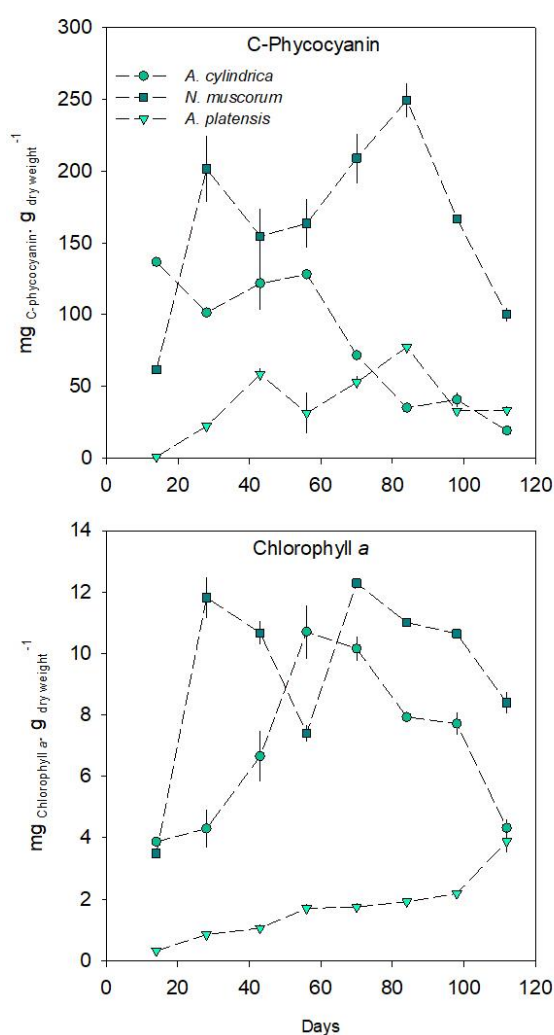 C-Phycocyanin
A. cylindrica
N. muscorum
A. platensis
mg C-phycocyanin· g dry weight -1
300
250
200
150
100
50
0
0 20 40 60 80 100 120
Chlorophyll a
mg Chlorophyll a· g dry weight -1
14
12
10
8
6
4
2
0
0 20 40 60 80 100 120
Days